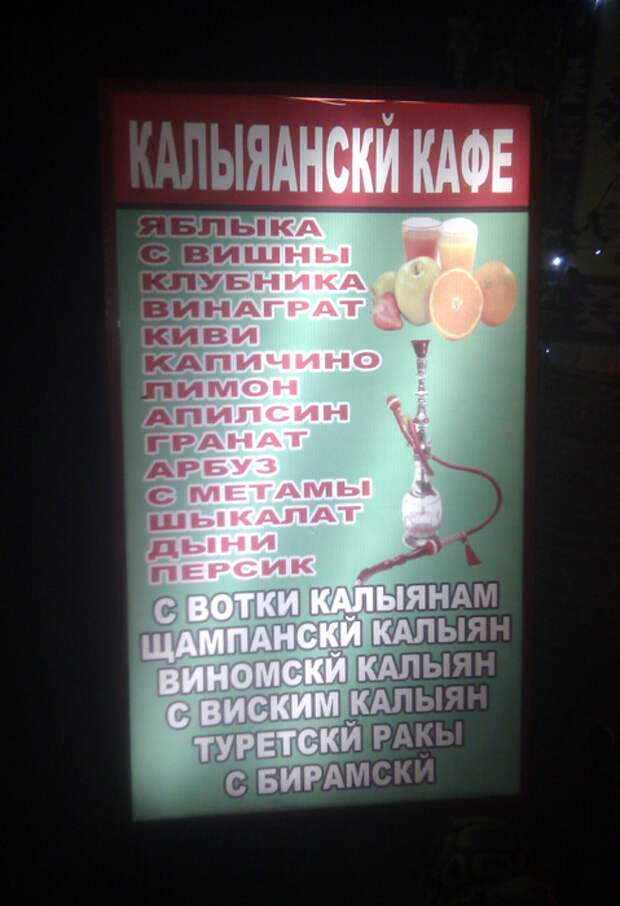 КАЛЫЯАНСКЙ КАФЕ
ЯБЛЫКА
С ВИШНЫ
КЛУБНИКА
ВИНАГРАТ
КИВИ
КАПИЧИНО
ЛИМОН
АПИЛСИН
ГРАНАТ
АРБУЗ
С МЕТАМЫ
ШЫКАЛАТ
ДЫНИ
ПЕРСИК
С ВОТКИ КАЛЫЯНАМ
ЩАМПАНСКЙ КАЛЫЯН
ВИНОМСКЙ КАЛЫЯН
С ВИСКИМ КАЛЫЯН
ТУРЕТСКЙ РАКЫ
С БИРАМСКЙ